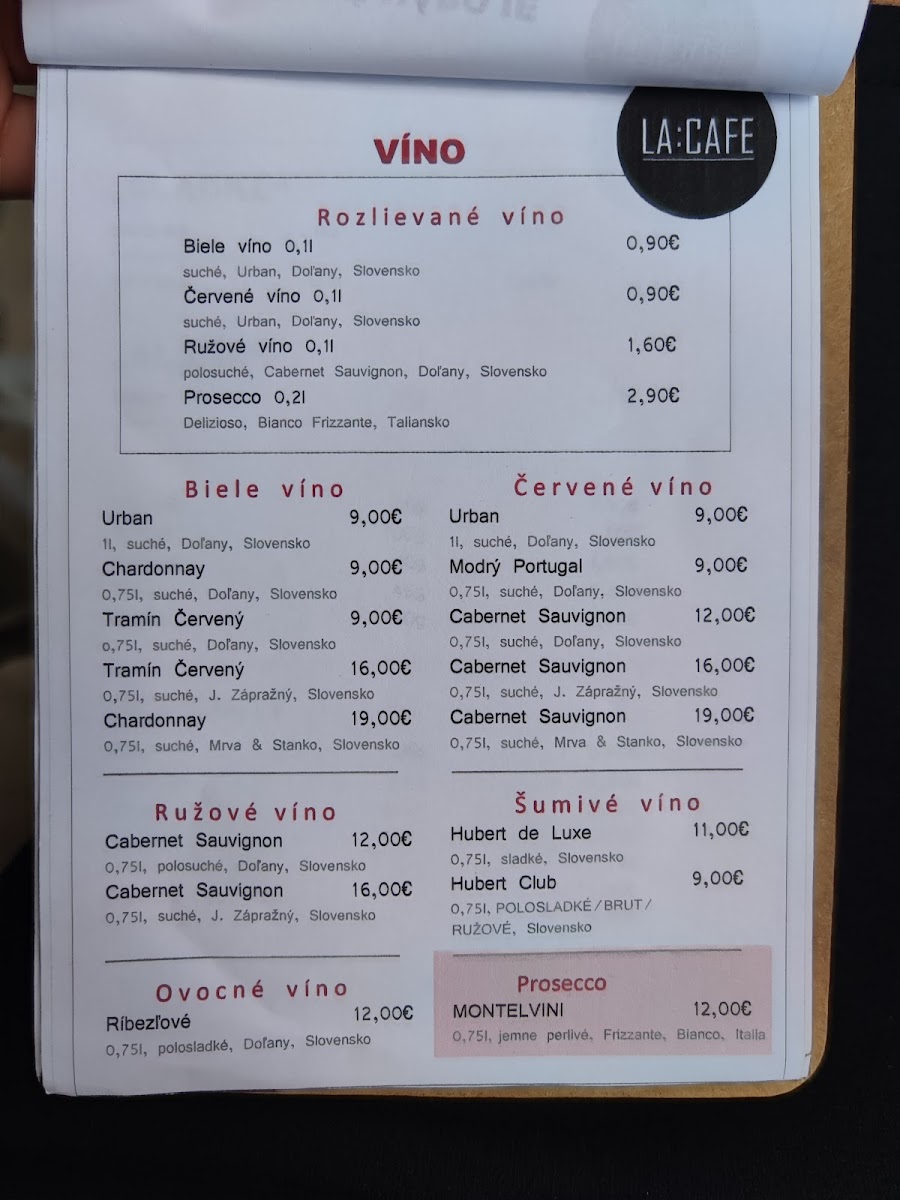 LA:CAFE
VÍNO
Rozlievané víno
Biele víno 0,1l 0,90€
suché, Urban, Doľany, Slovensko
Červené víno 0,1l 0,90€
suché, Urban, Doľany, Slovensko
Ružové víno 0,1l 1,60€
polosuché, Cabernet Sauvignon, Doľany, Slovensko
Prosecco 0,2l 2,90€
Delizioso, Bianco Frizzante, Taliansko
Biele víno
Urban 9,00€
1l, suché, Doľany, Slovensko
Chardonnay 9,00€
0,75l, suché, Doľany, Slovensko
Tramín Červený 9,00€
o,75l, suché, Doľany, Slovensko
Tramín Červený 16,00€
0,75l, suché, J. Zápražný, Slovensko
Chardonnay 19,00€
0,75l, suché, Mrva & Stanko, Slovensko
Červené víno
Urban 9,00€
1l, suché, Doľany, Slovensko
Modrý Portugal 9,00€
0,75l, suché, Doľany, Slovensko
Cabernet Sauvignon 12,00€
0,75l, suché, Doľany, Slovensko
Cabernet Sauvignon 16,00€
0,75l, suché, J. Zápražný, Slovensko
Cabernet Sauvignon 19,00€
0,75l, suché, Mrva & Stanko, Slovensko
Ružové víno
Cabernet Sauvignon 12,00€
0,75l, polosuché, Doľany, Slovensko
Cabernet Sauvignon 16,00€
0,75l, suché, J. Zápražný, Slovensko
Šumivé víno
Hubert de Luxe 11,00€
0,75l, sladké, Slovensko
Hubert Club 9,00€
0,75l, POLOSLADKÉ/BRUT/
RUŽOVÉ, Slovensko
Ovocné víno
Ríbezľové 12,00€
0,75l, polosladké, Doľany, Slovensko
Prosecco
MONTELVINI 12,00€
0,75l, jemne perlivé, Frizzante, Bianco, Italia